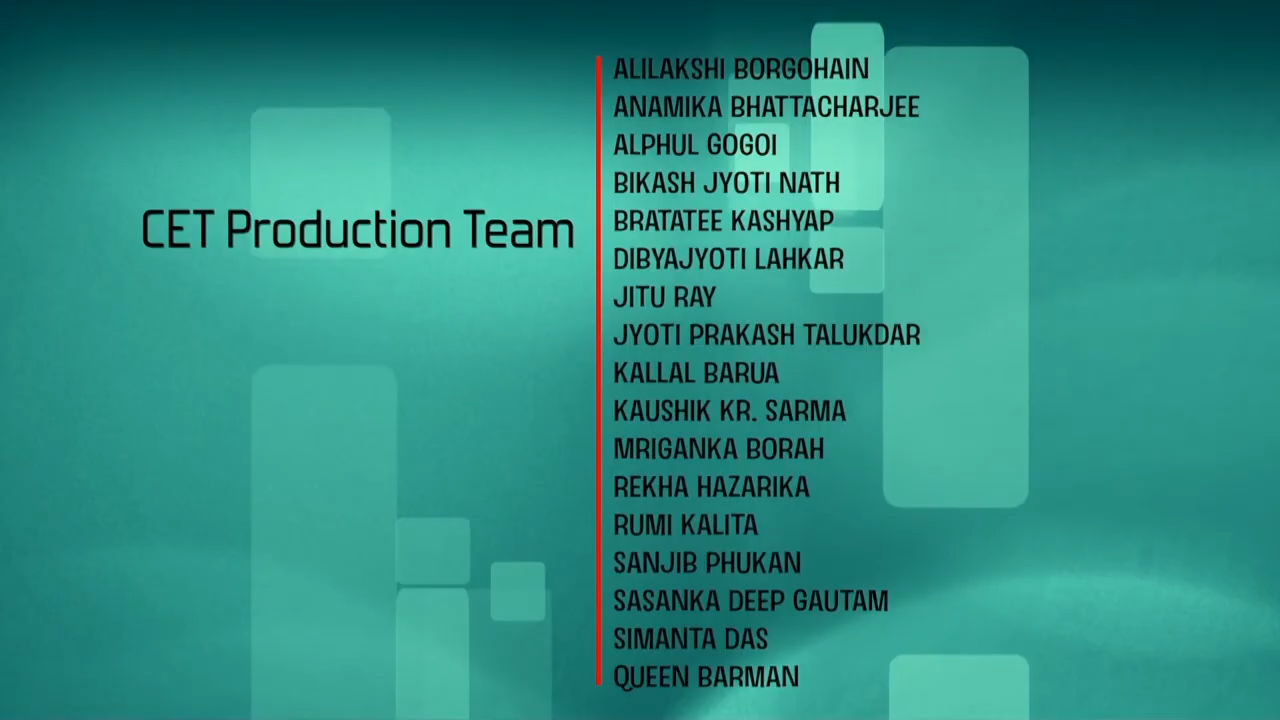 CET Production Team
ALILAKSHI BORGOHAIN
ANAMIKA BHATTACHARJEE
ALPHUL GOGOI
BIKASH JYOTI NATH
BRATATEE KASHYAP
DIBYAJYOTI LAHKAR
JITU RAY
JYOTI PRAKASH TALUKDAR
KALLAL BARUA
KAUSHIK KR. SARMA
MRIGANKA BORAH
REKHA HAZARIKA
RUMI KALITA
SANJIB PHUKAN
SASANKA DEEP GAUTAM
SIMANTA DAS
QUEEN BARMAN